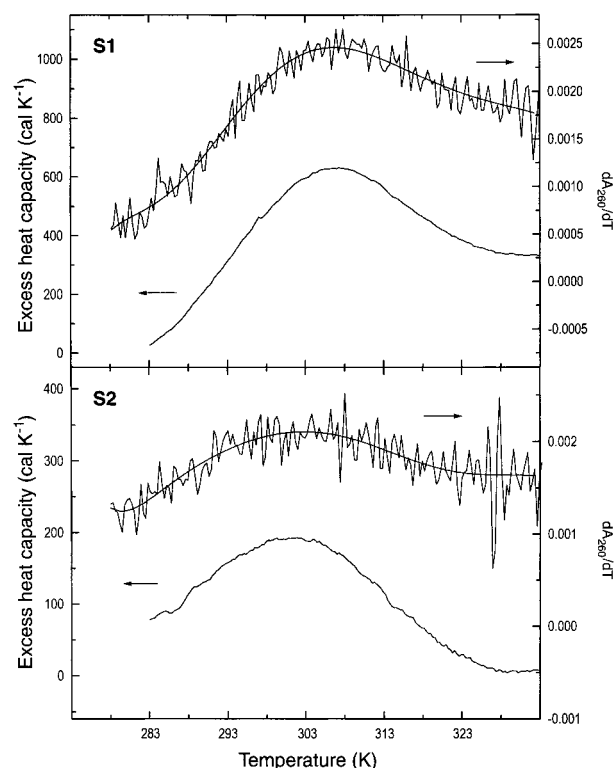 S1
Excess heat capacity (cal K⁻¹)
1000
800
600
400
200
0
0.0025
0.0020
0.0015
0.0010
0.0005
0.0000
-0.0005
dA₂₆₀/dT
S2
Excess heat capacity (cal K⁻¹)
400
300
200
100
0
0.002
0.001
0.000
-0.001
dA₂₆₀/dT
283 293 303 313 323
Temperature (K)